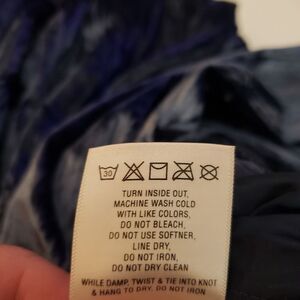 30
TURN INSIDE OUT,
MACHINE WASH COLD
WITH LIKE COLORS,
DO NOT BLEACH,
DO NOT USE SOFTNER,
LINE DRY,
DO NOT IRON,
DO NOT DRY CLEAN
WHILE DAMP, TWIST & TIE INTO KNOT
& HANG TO DRY. DO NOT IRON